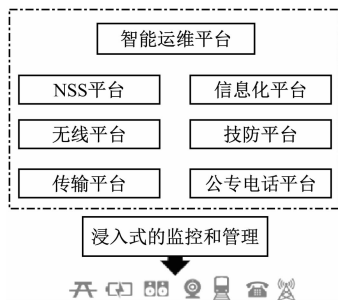 智能运维平台
NSS平台
信息化平台
无线平台
技防平台
传输平台
公专电话平台
浸入式的监控和管理